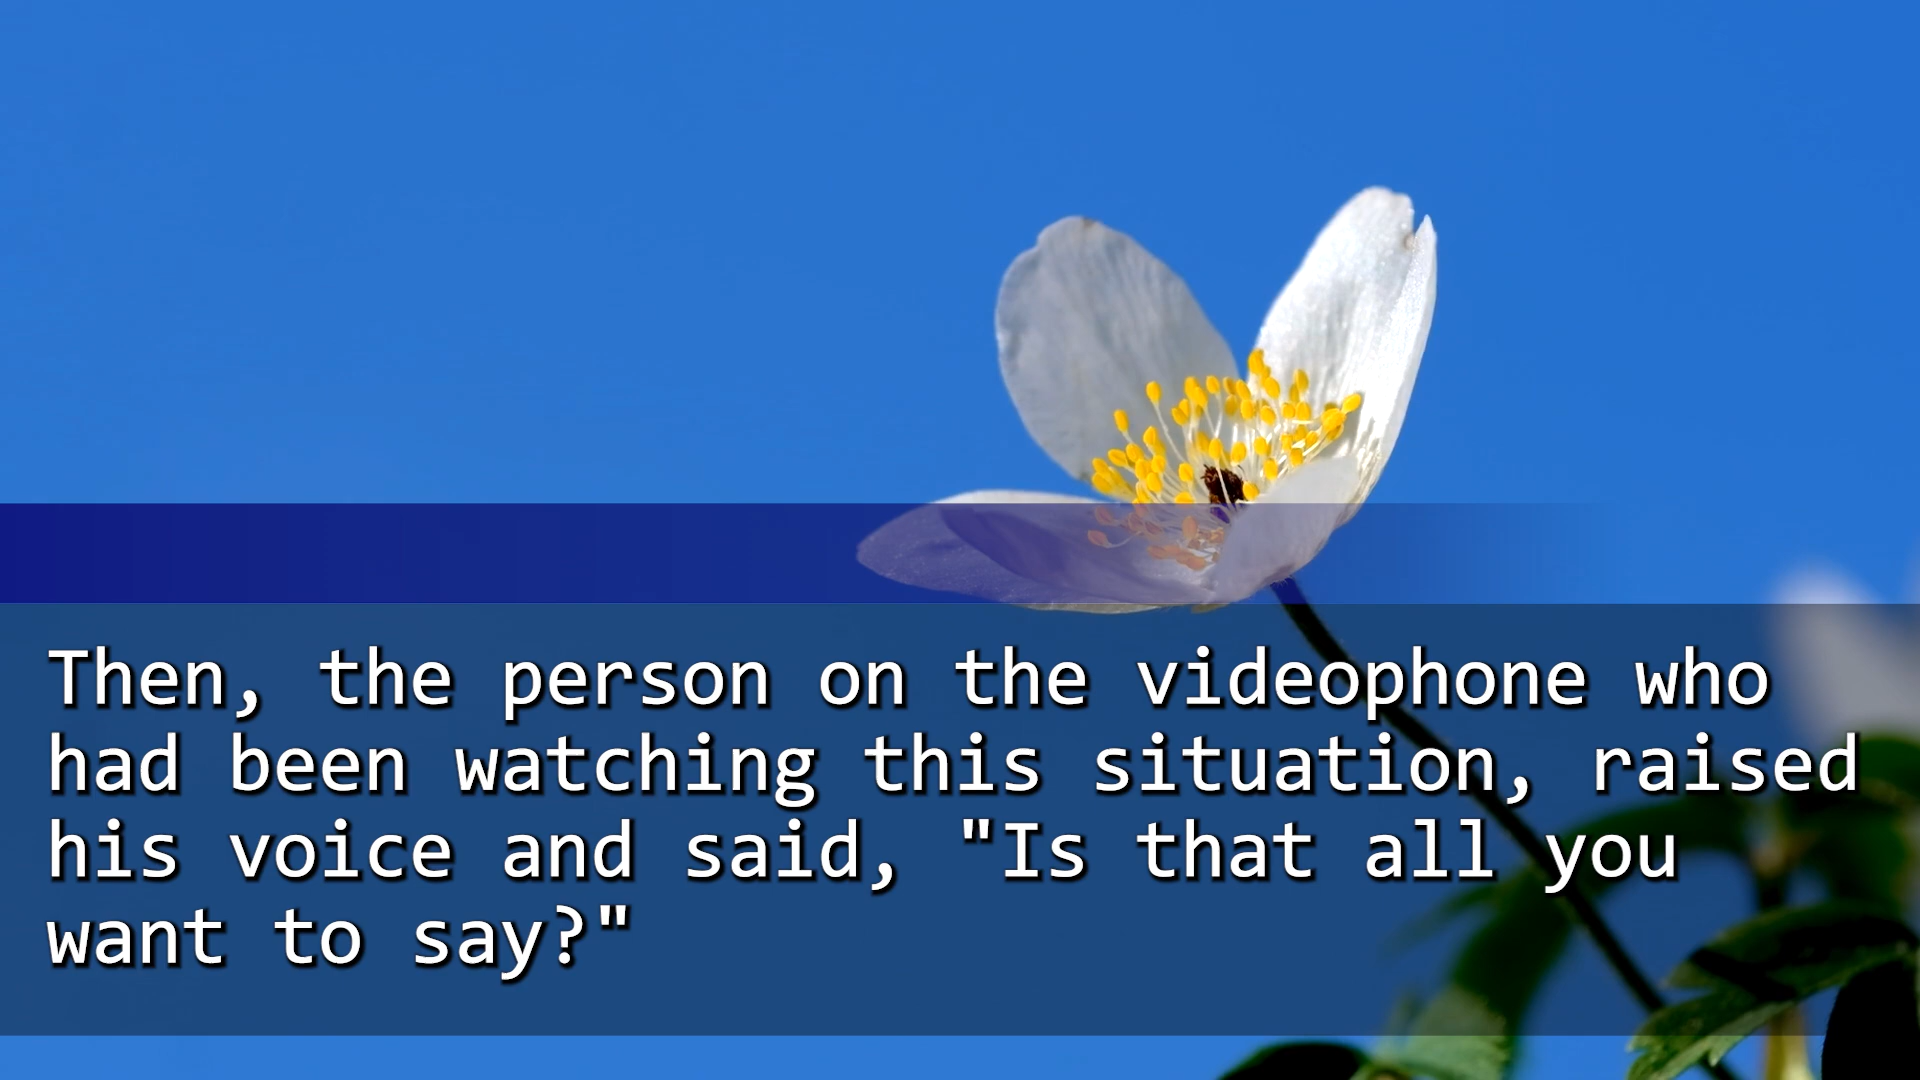 Then, the person on the videophone who
had been watching this situation, raised
his voice and said, "Is that all you
want to say?"